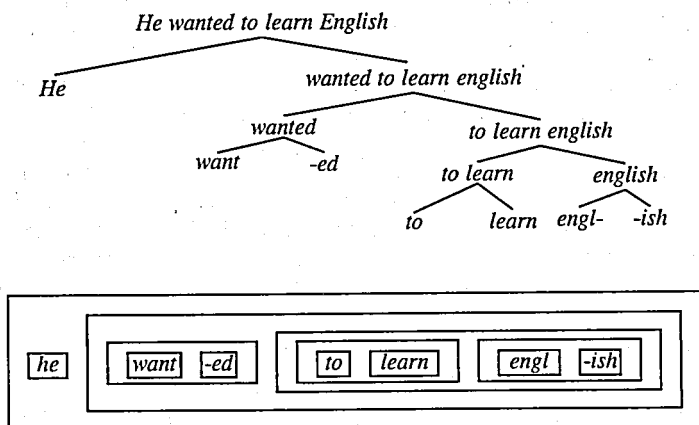 He wanted to learn English
He wanted to learn english
wanted to learn english
want -ed to learn english
to learn engl- -ish
he want -ed to learn engl -ish